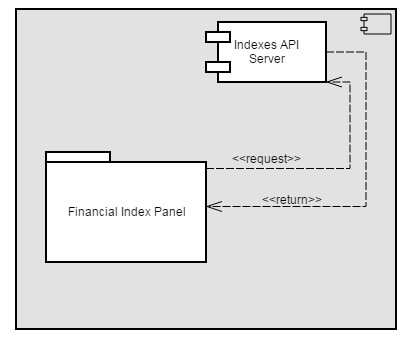 Indexes API
Server
<<request>>
<<return>>
Financial Index Panel